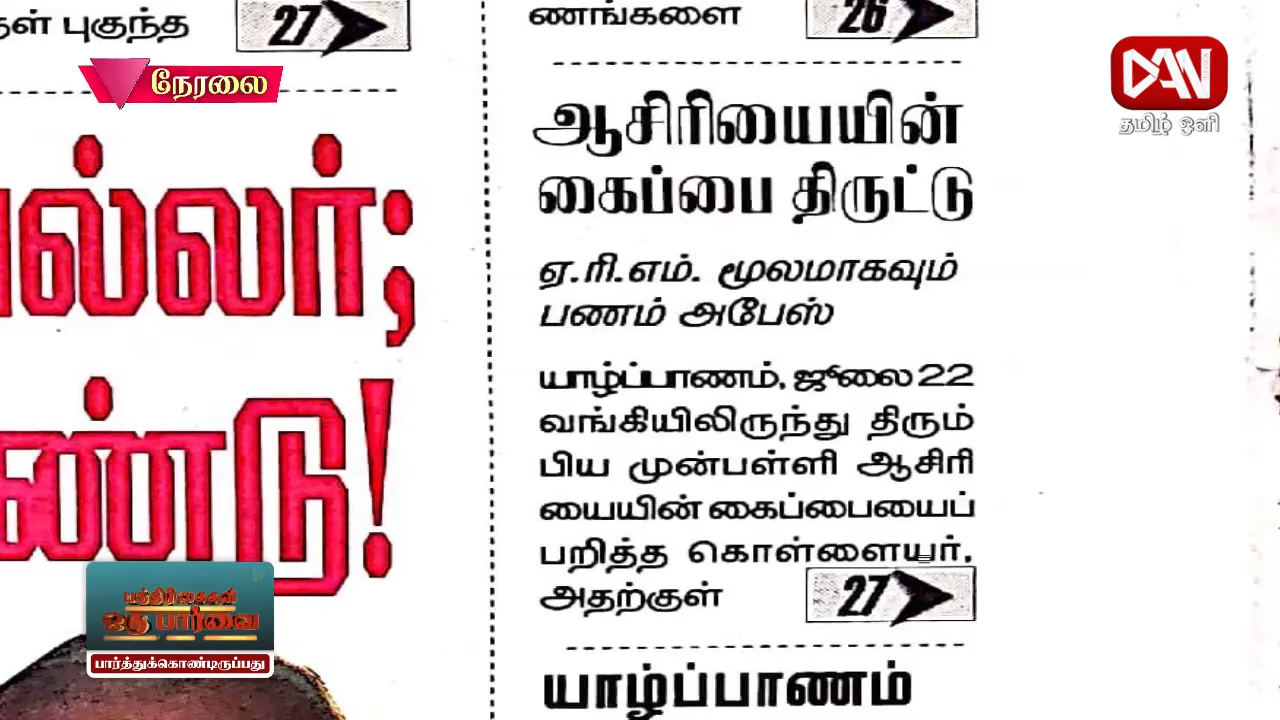 கள் புகுந்த
27
நேரலை
ல்லர்;
ண்டு!
பத்திரிகைகள்
ஒரு பார்வை
பார்த்துக்கொண்டிருப்பது
ணங்களை
26
ஆசிரியையின்
கைப்பை திருட்டு
ஏ.ரி.எம். மூலமாகவும்
பணம் அபேஸ்
யாழ்ப்பாணம், ஜூலை 22
வங்கியிலிருந்து திரும்
பிய முன்பள்ளி ஆசிரி
யையின் கைப்பையைப்
பறித்த கொள்ளையர்,
அதற்குள்
27
யாழ்ப்பாணம்
DAN
தமிழ் ஒளி